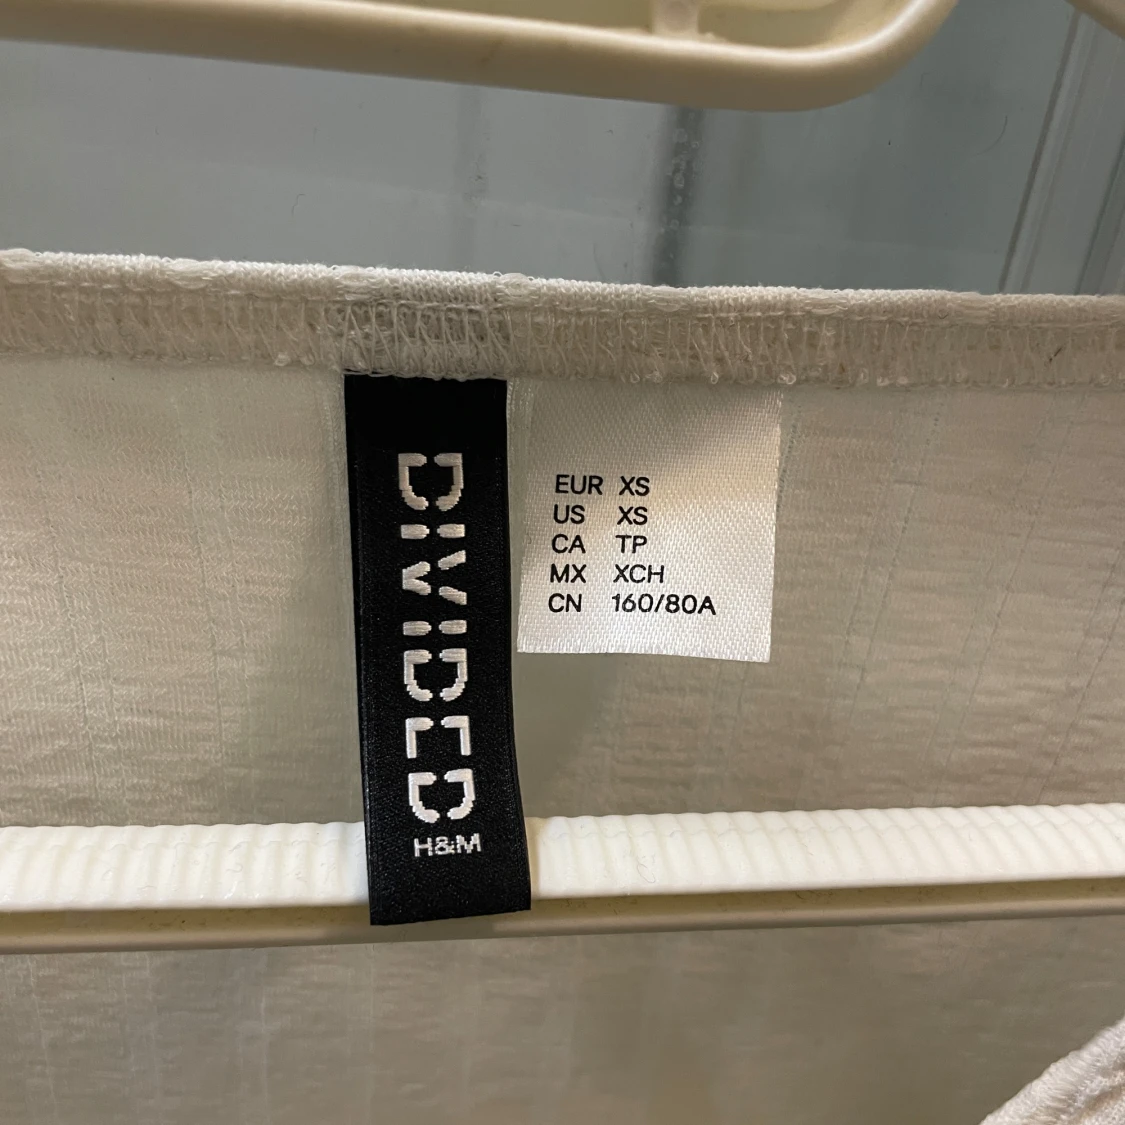 DIVIDED
H&M
EUR XS
US XS
CA TP
MX XCH
CN 160/80A